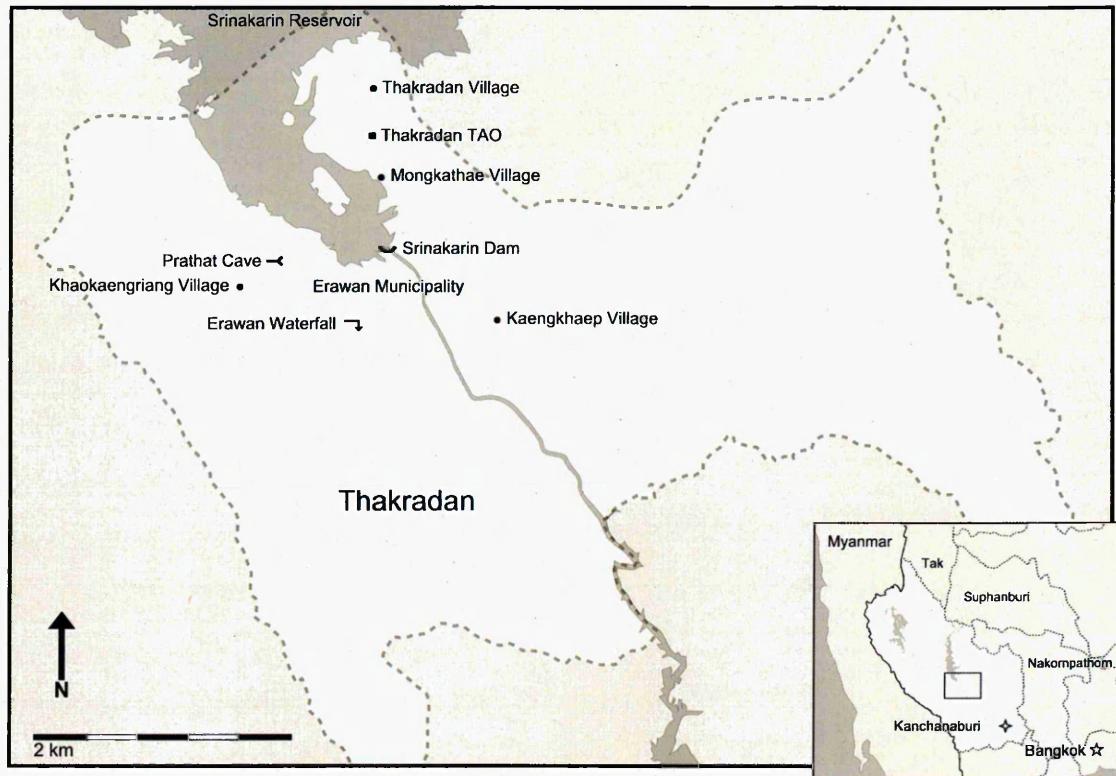 Srinakarin Reservoir
Thakradan Village
Thakradan TAO
Mongkathae Village
Srinakarin Dam
Prathat Cave
Khaokaengriang Village
Erawan Municipality
Erawan Waterfall
Kaengkhaep Village
Thakradan
N
2 km
Myanmar
Tak
Suphanburi
Nakornpathom
Kanchanaburi
Bangkok